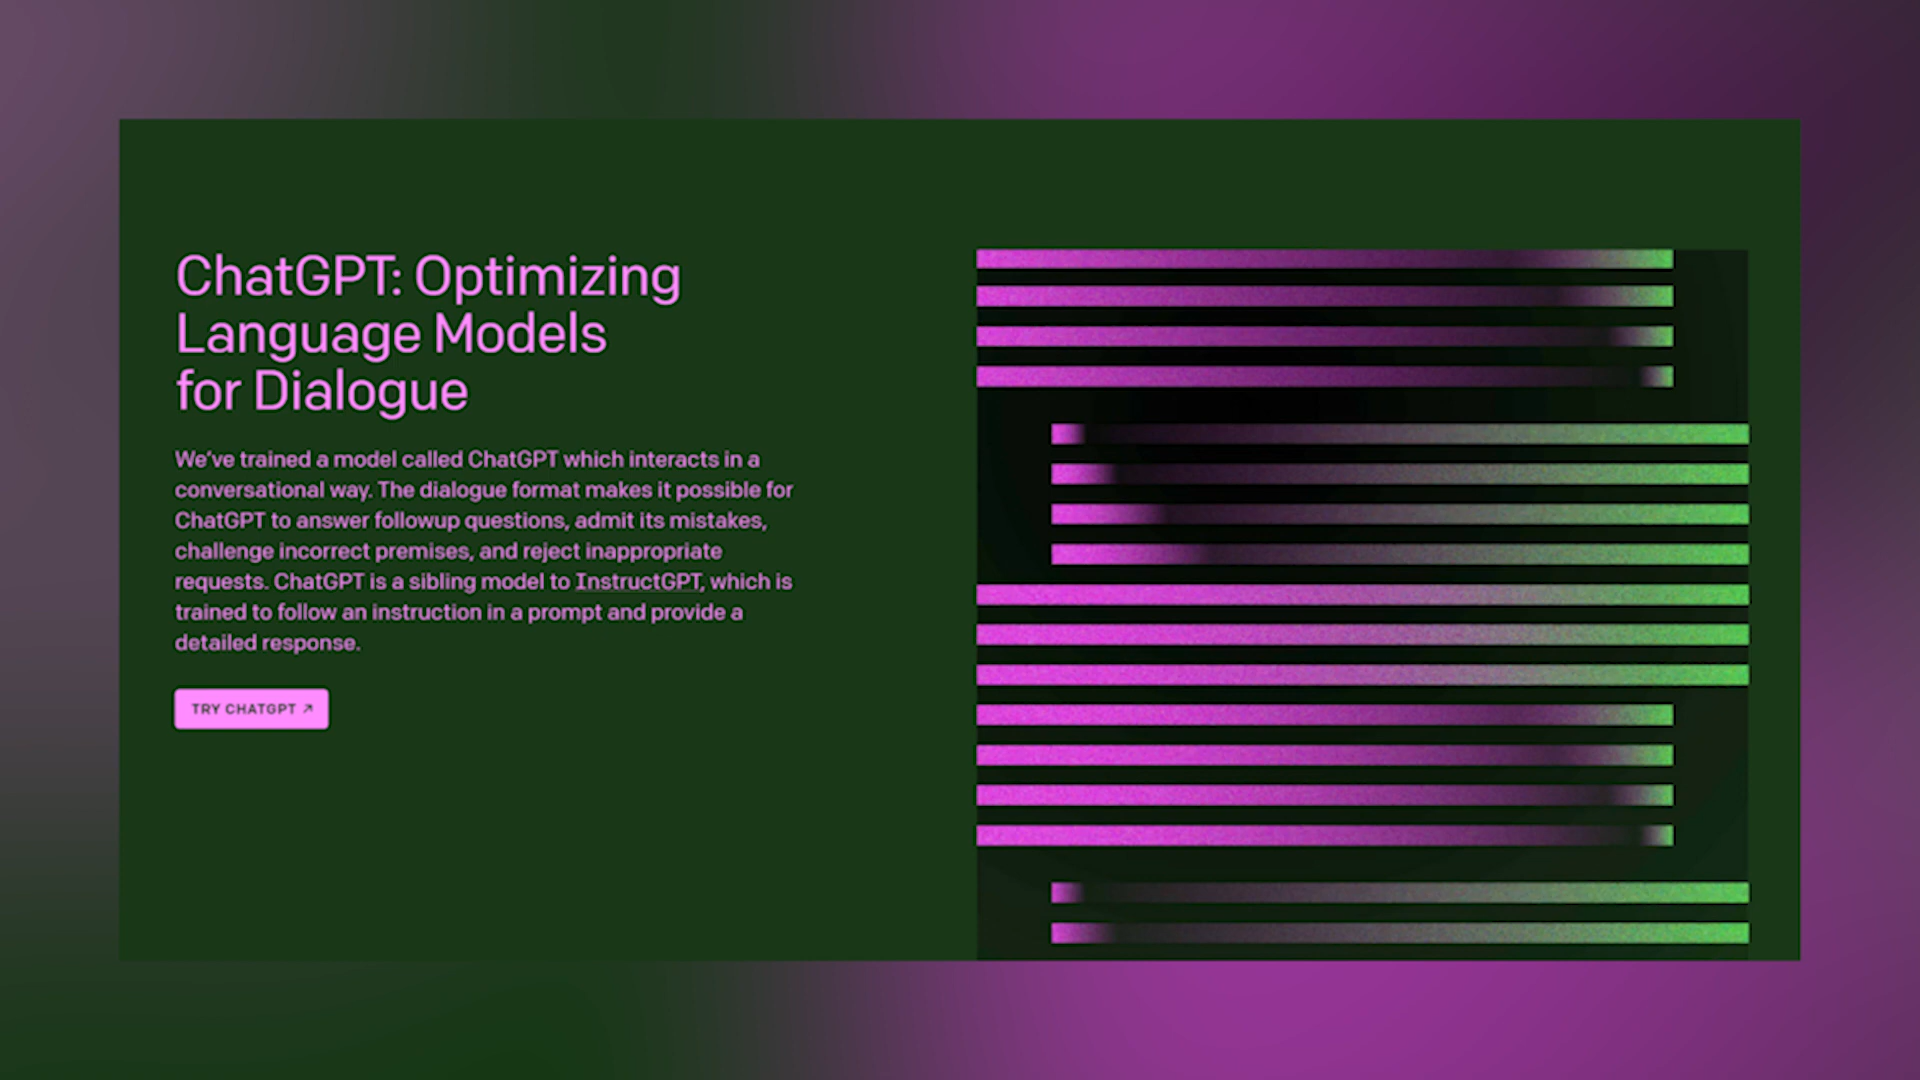 ChatGPT: Optimizing
Language Models
for Dialogue
We've trained a model called ChatGPT which interacts in a
conversational way. The dialogue format makes it possible for
ChatGPT to answer followup questions, admit its mistakes,
challenge incorrect premises, and reject inappropriate
requests. ChatGPT is a sibling model to InstructGPT, which is
trained to follow an instruction in a prompt and provide a
detailed response.
TRY CHATGPT ↗